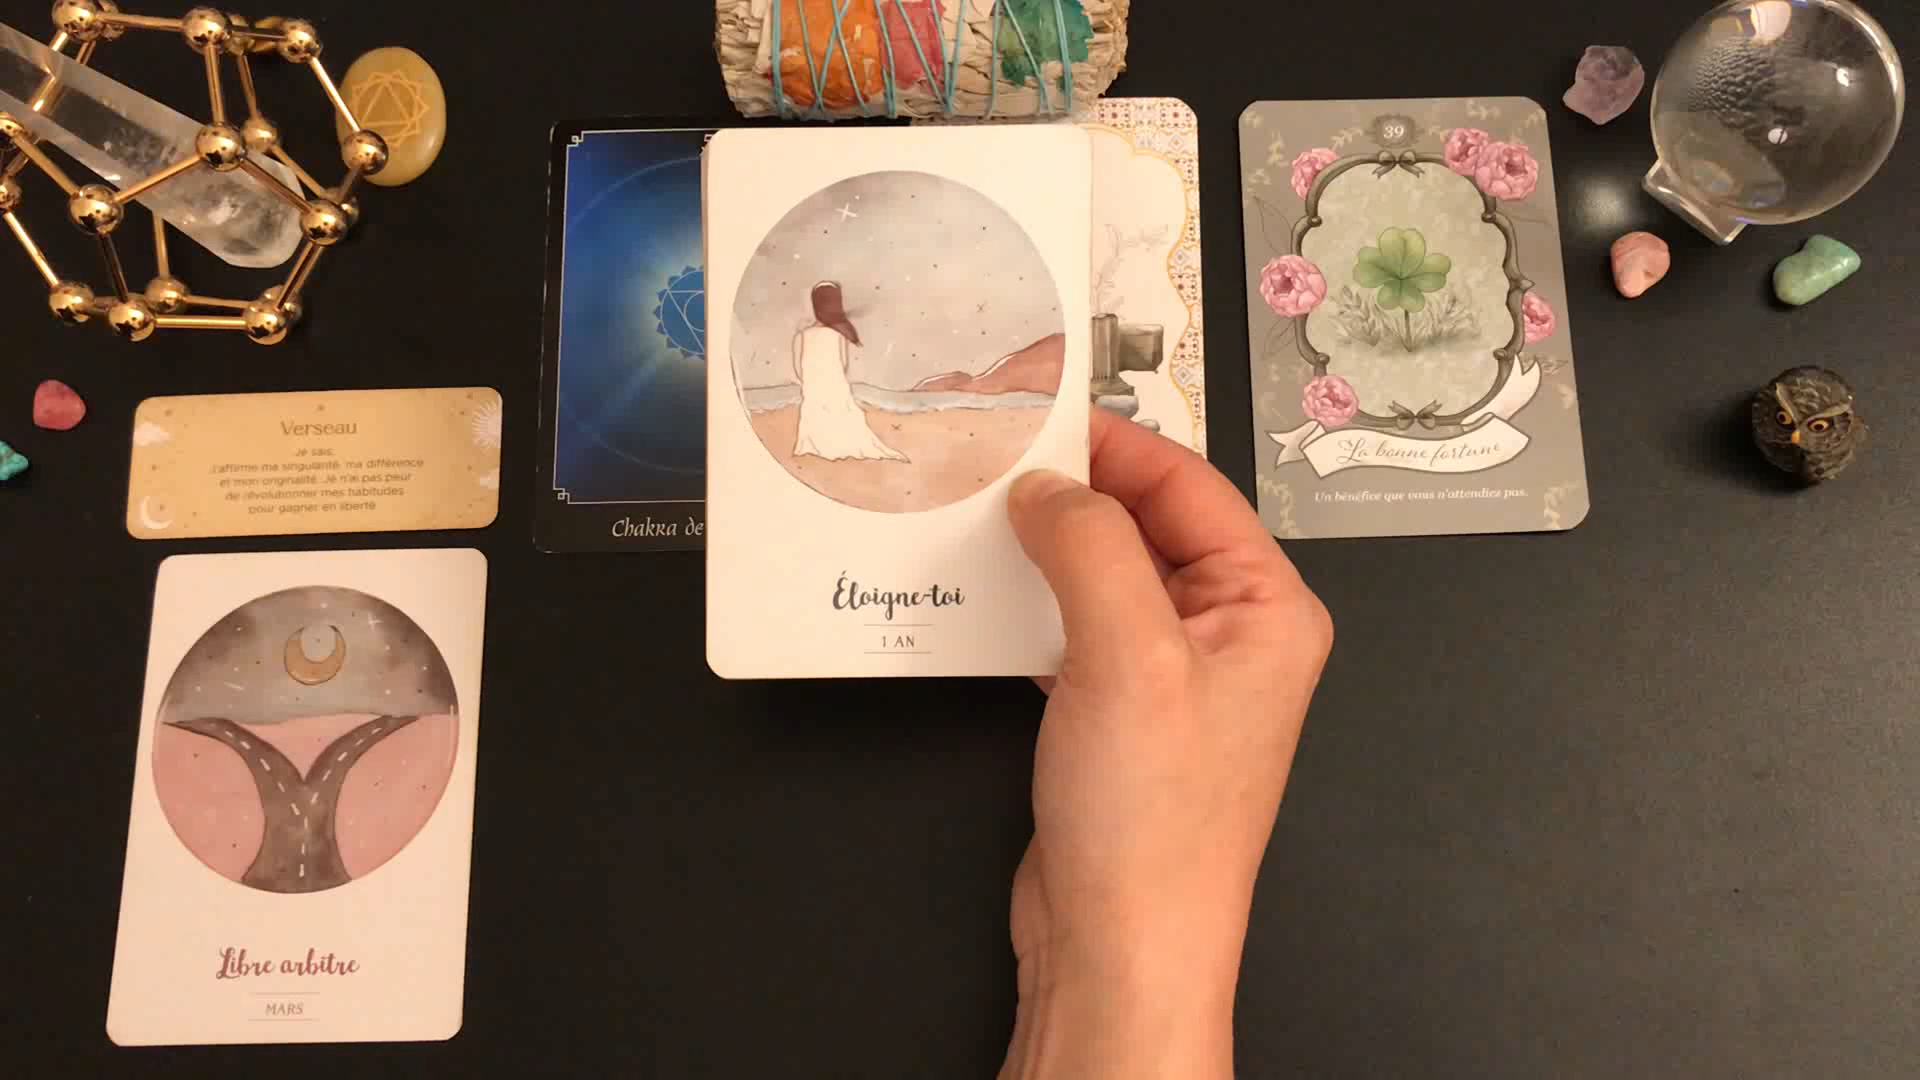 Verseau
Je sais,
J'affirme ma singularité, ma différence
et mon originalité. Je n'ai pas peur
de révolutionner mes habitudes
pour gagner en liberté
Libre arbitre
MARS
Chakra de
Éloigne-toi
1 AN
39
La bonne fortune
Un bénéfice que vous n'attendiez pas.